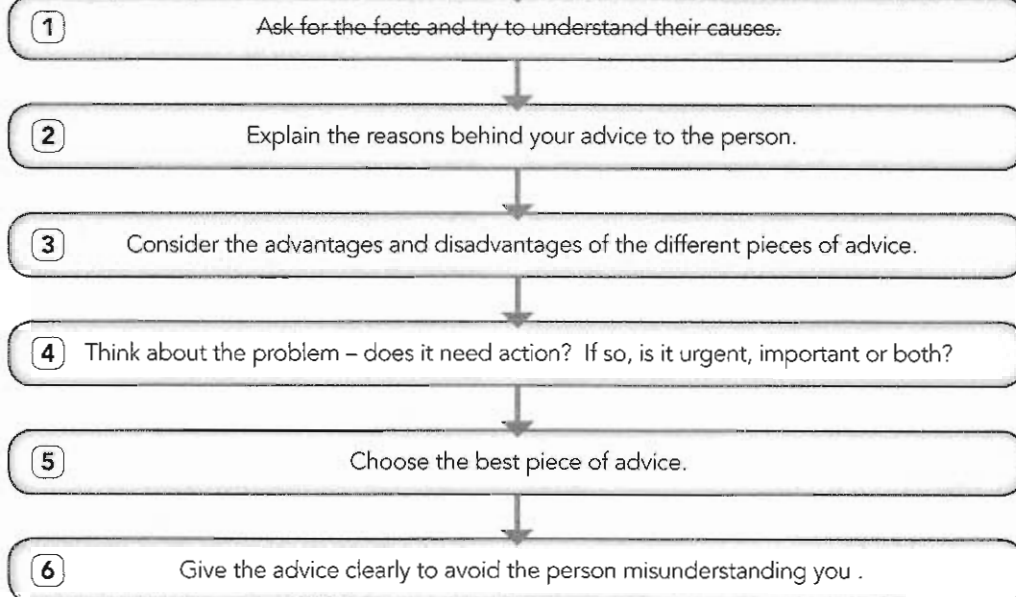 1 Ask for the facts and try to understand their causes.
2 Explain the reasons behind your advice to the person.
3 Consider the advantages and disadvantages of the different pieces of advice.
4 Think about the problem – does it need action? If so, is it urgent, important or both?
5 Choose the best piece of advice.
6 Give the advice clearly to avoid the person misunderstanding you .